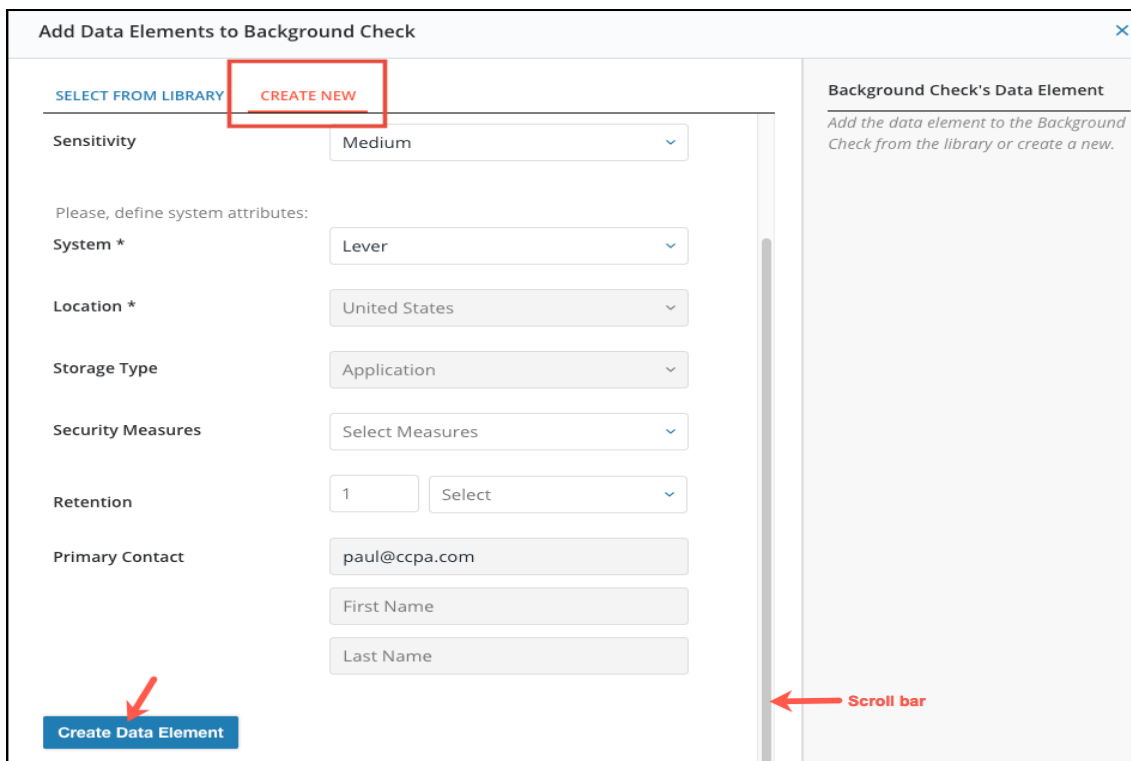 Add Data Elements to Background Check
SELECT FROM LIBRARY CREATE NEW
Sensitivity Medium
Please, define system attributes:
System * Lever
Location * United States
Storage Type Application
Security Measures Select Measures
Retention 1 Select
Primary Contact paul@ccpa.com
First Name
Last Name
Create Data Element
Scroll bar
Background Check's Data Element
Add the data element to the Background
Check from the library or create a new.